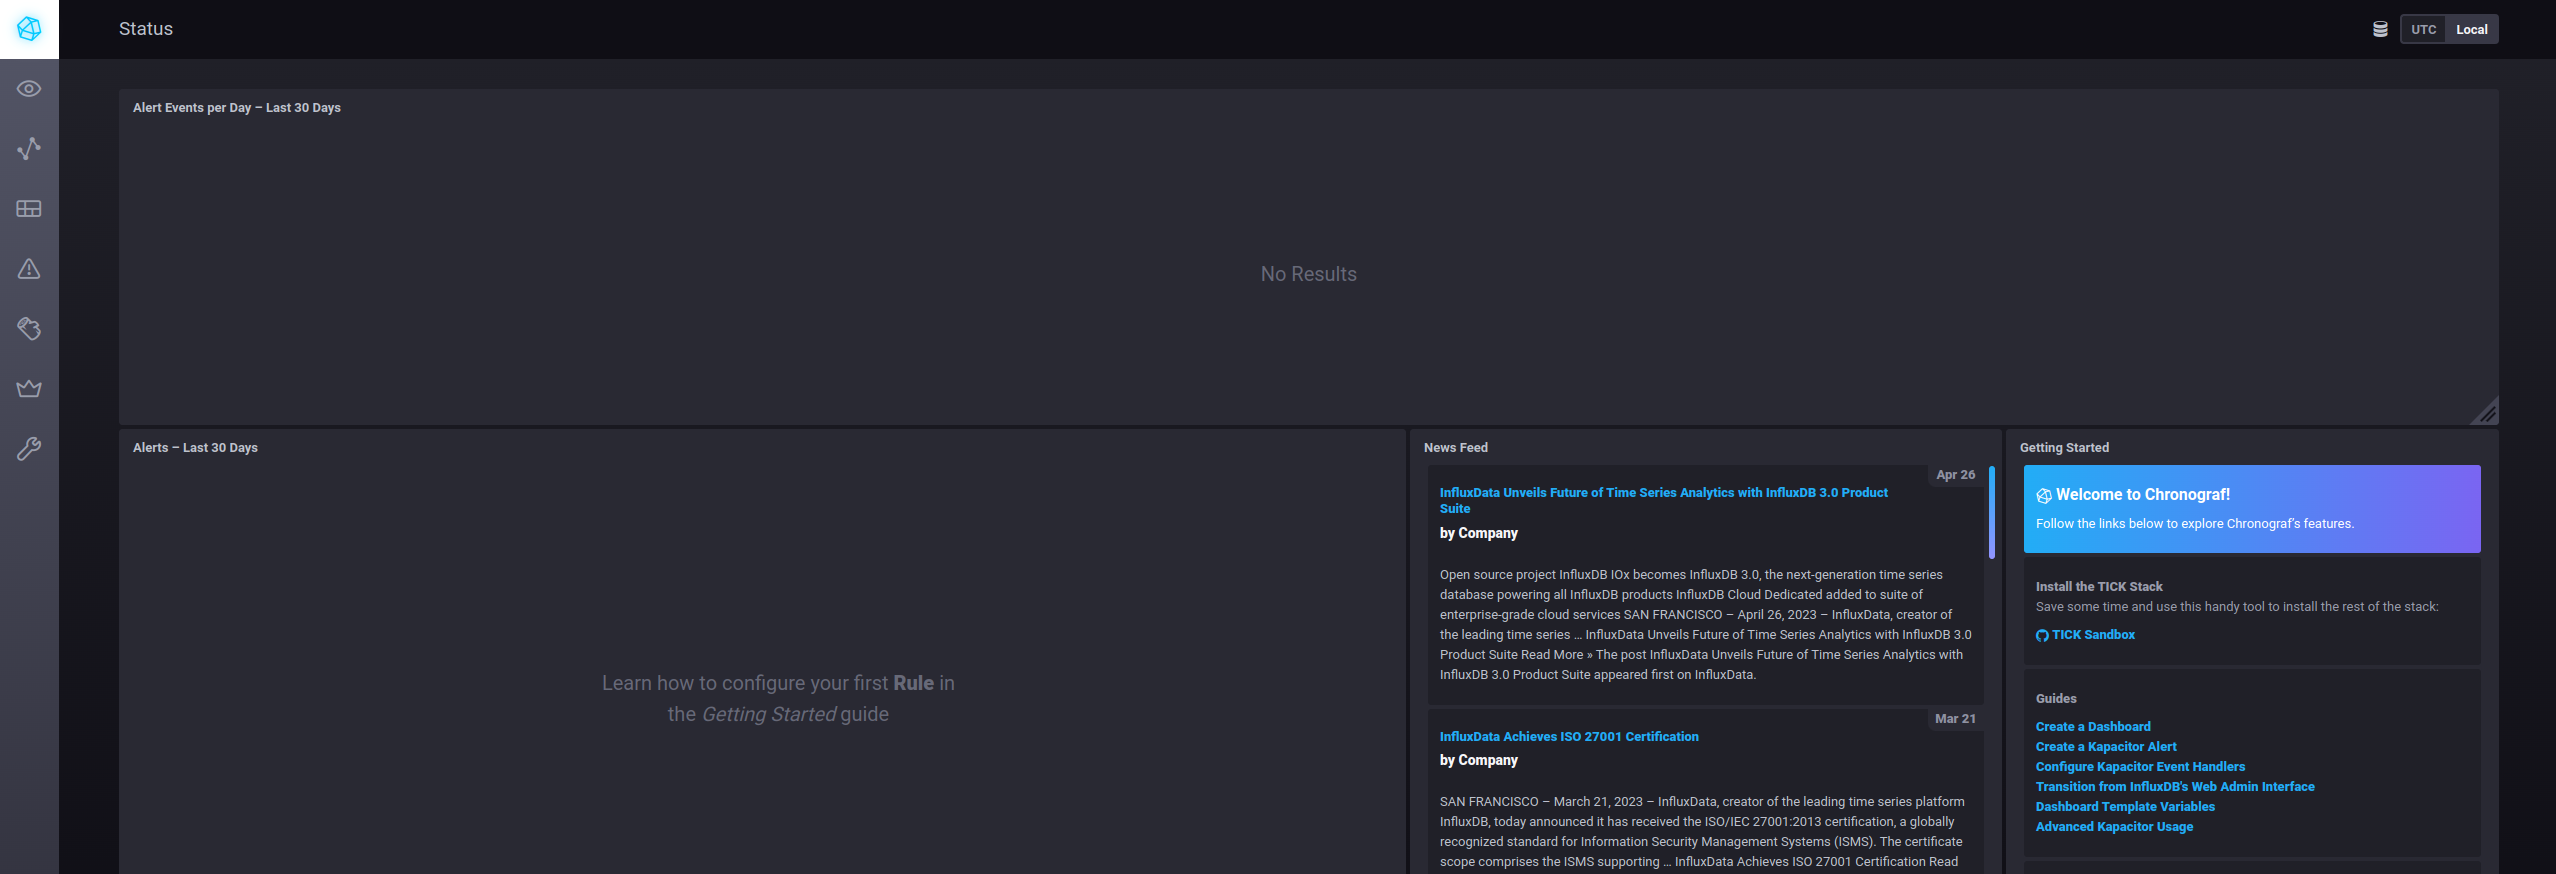 Status
UTC
Local
Alert Events per Day – Last 30 Days
No Results
Alerts – Last 30 Days
Learn how to configure your first Rule in
the Getting Started guide
News Feed
Apr 26
InfluxData Unveils Future of Time Series Analytics with InfluxDB 3.0 Product
Suite
by Company
Open source project InfluxDB IOx becomes InfluxDB 3.0, the next-generation time series
database powering all InfluxDB products InfluxDB Cloud Dedicated added to suite of
enterprise-grade cloud services SAN FRANCISCO – April 26, 2023 – InfluxData, creator of
the leading time series ... InfluxData Unveils Future of Time Series Analytics with InfluxDB 3.0
Product Suite Read More » The post InfluxData Unveils Future of Time Series Analytics with
InfluxDB 3.0 Product Suite appeared first on InfluxData.
Mar 21
InfluxData Achieves ISO 27001 Certification
by Company
SAN FRANCISCO – March 21, 2023 – InfluxData, creator of the leading time series platform
InfluxDB, today announced it has received the ISO/IEC 27001:2013 certification, a globally
recognized standard for Information Security Management Systems (ISMS). The certificate
scope comprises the ISMS supporting ... InfluxData Achieves ISO 27001 Certification Read
Getting Started
Welcome to Chronograf!
Follow the links below to explore Chronograf's features.
Install the TICK Stack
Save some time and use this handy tool to install the rest of the stack:
TICK Sandbox
Guides
Create a Dashboard
Create a Kapacitor Alert
Configure Kapacitor Event Handlers
Transition from InfluxDB's Web Admin Interface
Dashboard Template Variables
Advanced Kapacitor Usage